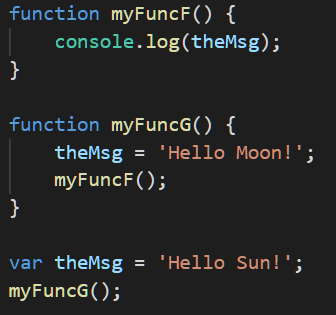 function myFuncF() {
    console.log(theMsg);
}

function myFuncG() {
    theMsg = 'Hello Moon!';
    myFuncF();
}

var theMsg = 'Hello Sun!';
myFuncG();